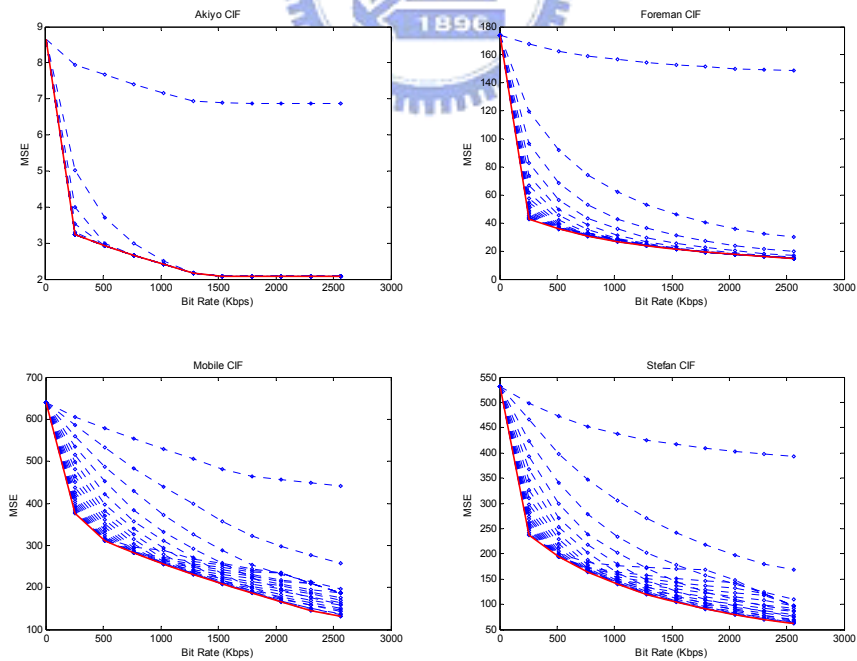 1896
Akiyo CIF
9
8
7
6
5
4
3
2
MSE
0 500 1000 1500 2000 2500 3000
Bit Rate (Kbps)
Foreman CIF
180
160
140
120
100
80
60
40
20
0
MSE
0 500 1000 1500 2000 2500 3000
Bit Rate (Kbps)
Mobile CIF
700
600
500
400
300
200
100
MSE
0 500 1000 1500 2000 2500 3000
Bit Rate (Kbps)
Stefan CIF
550
500
450
400
350
300
250
200
150
100
50
MSE
0 500 1000 1500 2000 2500 3000
Bit Rate (Kbps)